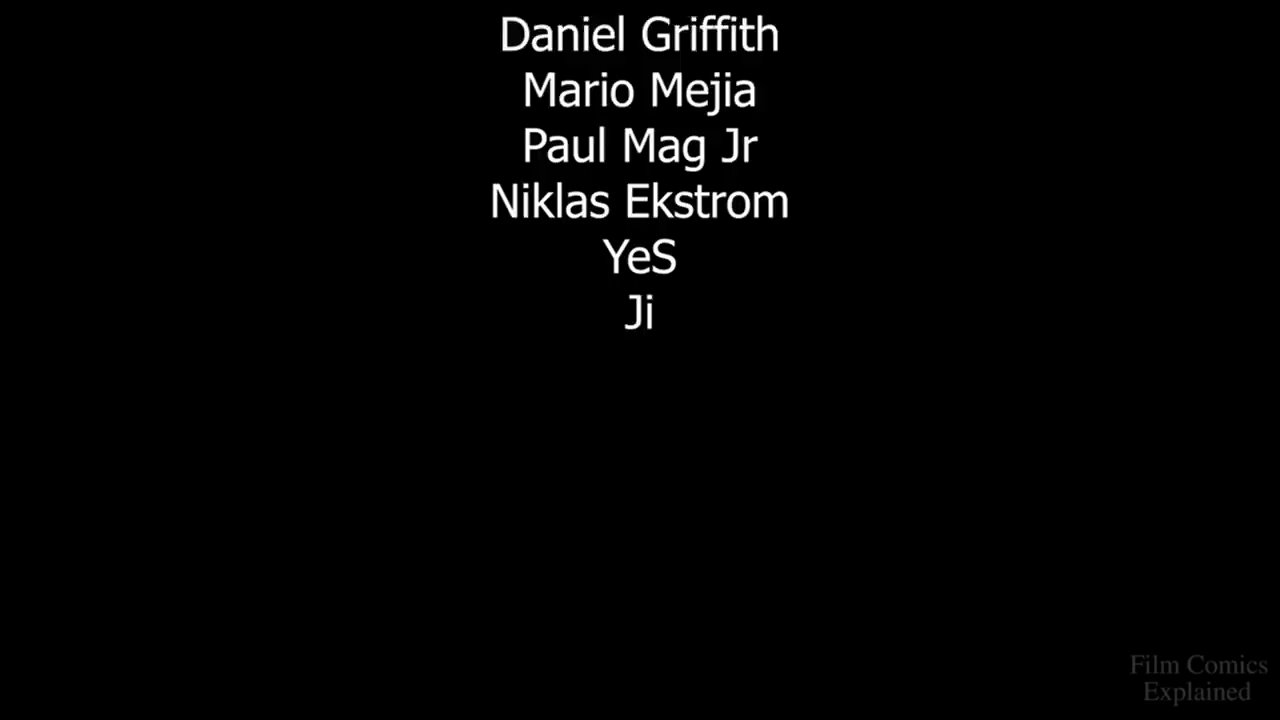 Daniel Griffith
Mario Mejia
Paul Mag Jr
Niklas Ekstrom
YeS
Ji
Film Comics
Explained